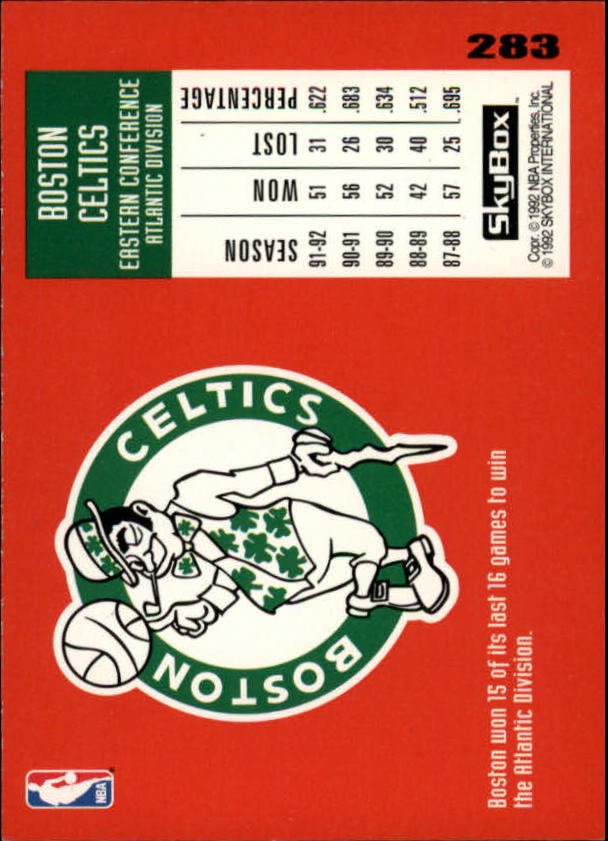 283
BOSTON
CELTICS
EASTERN CONFERENCE
ATLANTIC DIVISION
SEASON WON LOST PERCENTAGE
91-92 51 31 .622
90-91 56 26 .683
89-90 52 30 .634
88-89 42 40 .512
87-88 57 25 .695
SkyBox™
Copr. © 1992 NBA Properties, Inc.
© 1992 SKYBOX INTERNATIONAL
BOSTON CELTICS
NBA®
Boston won 15 of its last 16 games to win
the Atlantic Division.